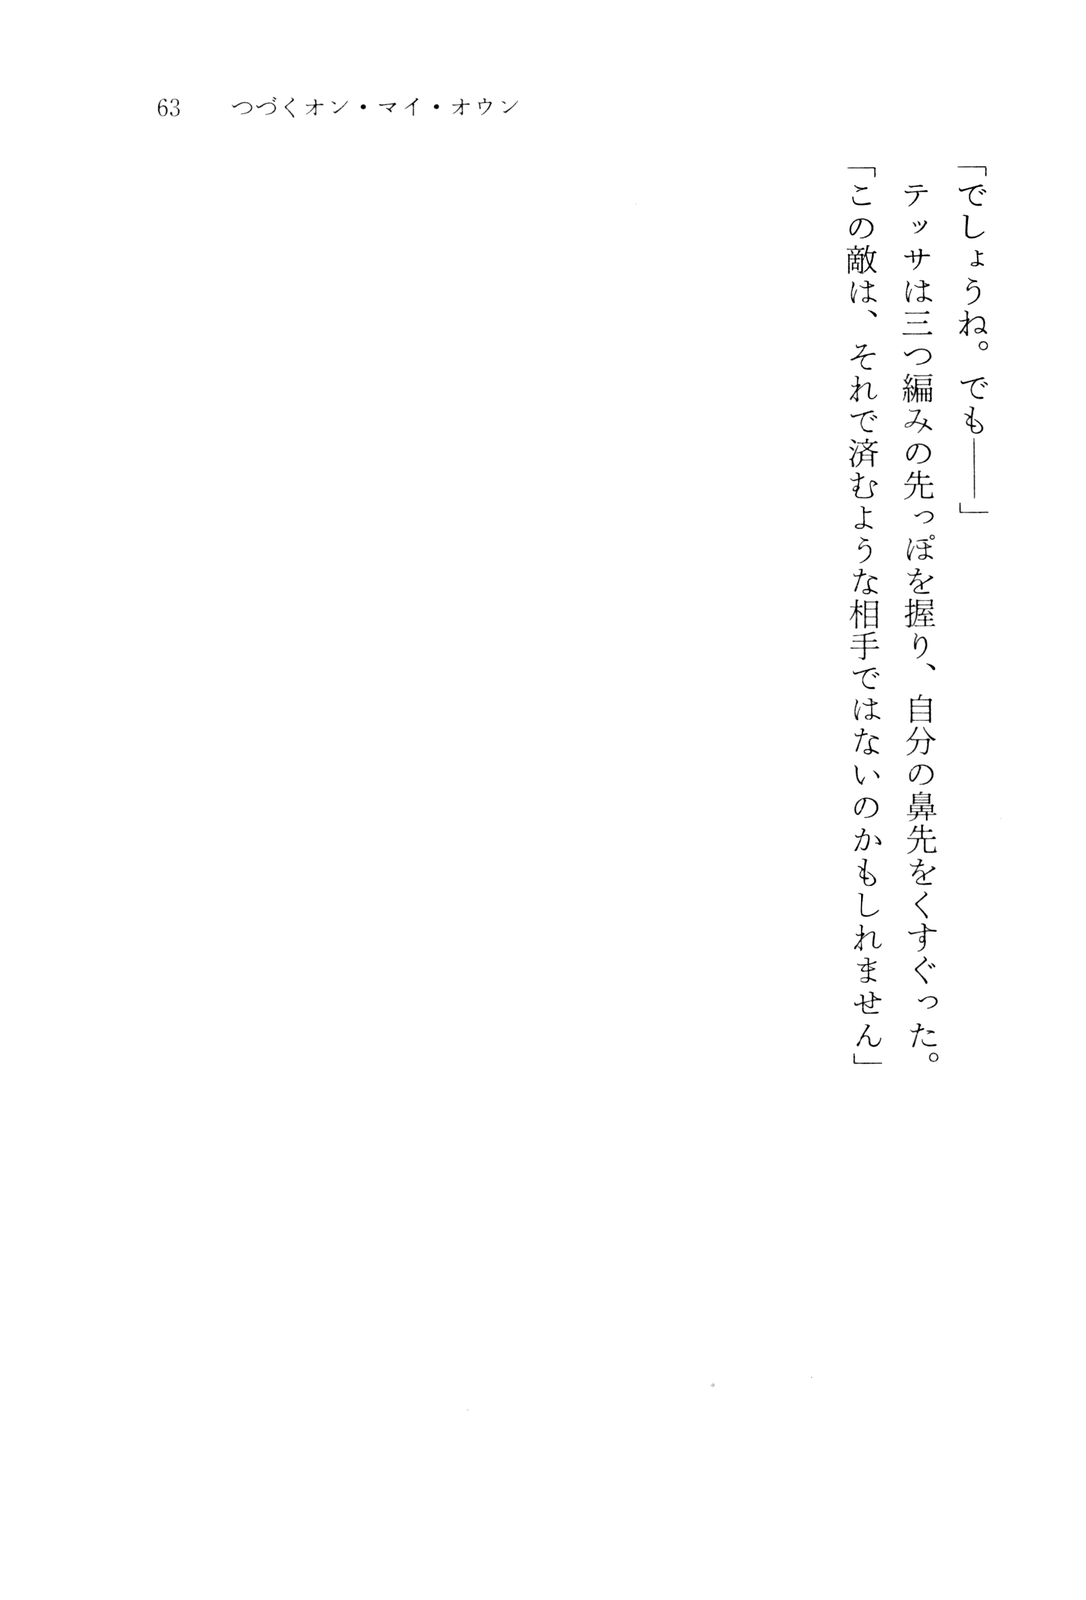 63 つづくオン・マイ・オウン
「でしょうね。でも――」
　テッサは三つ編みの先っぽを握り、自分の鼻先をくすぐった。
「この敵は、それで済むような相手ではないのかもしれません」